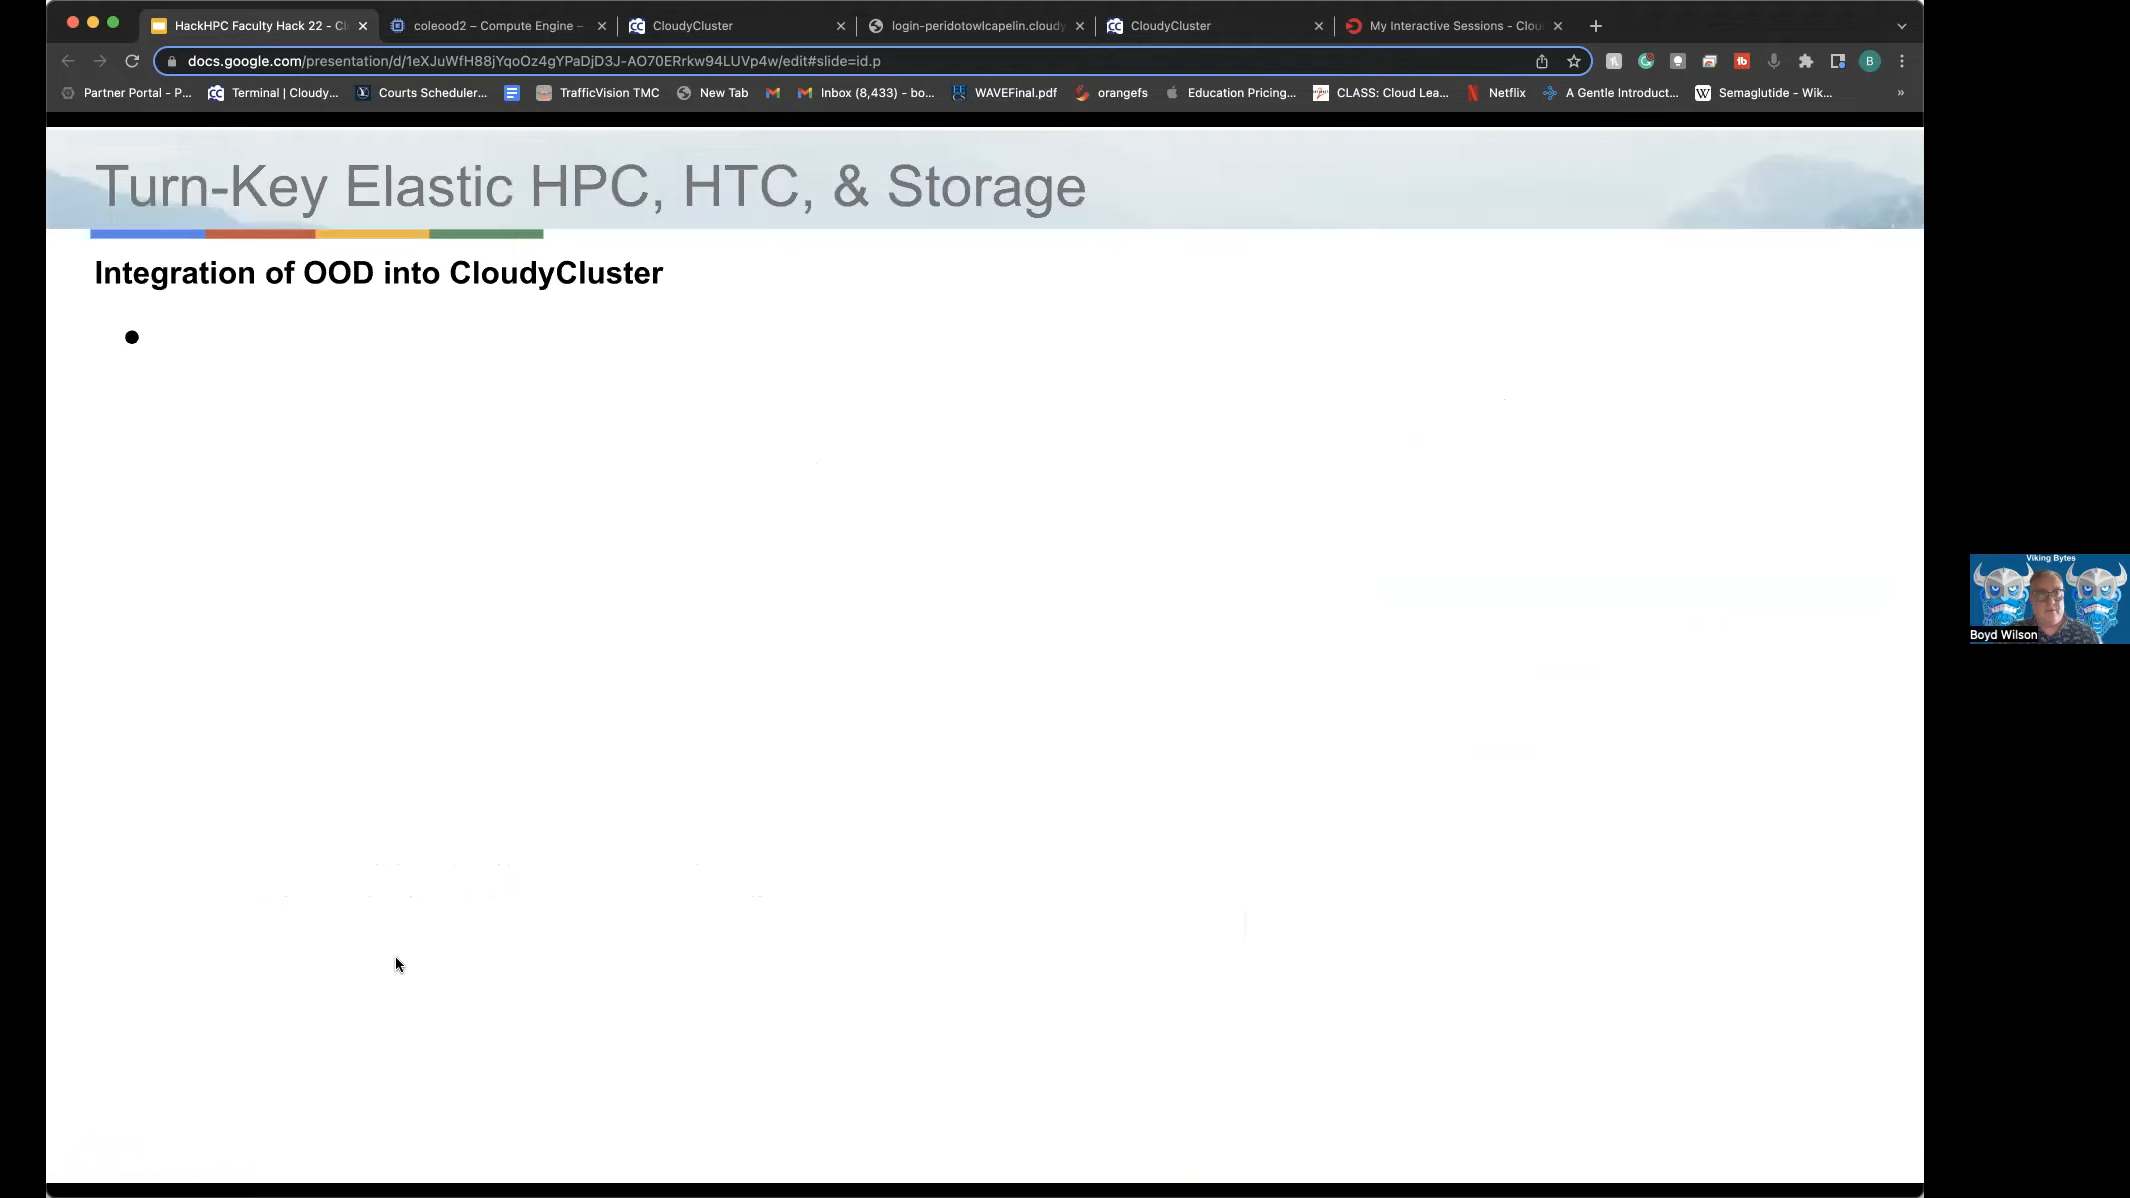 HackHPC Faculty Hack 22 - Cl
coleood2 – Compute Engine –
CloudyCluster
login-peridotowlcapelin.cloudy
CloudyCluster
My Interactive Sessions - Clou
docs.google.com/presentation/d/1eXJuWfH88jYqoOz4gYPaDjD3J-AO70ERrkw94LUVp4w/edit#slide=id.p
B
Partner Portal - P...
Terminal | Cloudy...
Courts Scheduler...
TrafficVision TMC
New Tab
Inbox (8,433) - bo...
WAVEFinal.pdf
orangefs
Education Pricing...
CLASS: Cloud Lea...
Netflix
A Gentle Introduct...
Semaglutide - Wik...
»
Turn-Key Elastic HPC, HTC, & Storage
Integration of OOD into CloudyCluster
●
Viking Bytes
Boyd Wilson